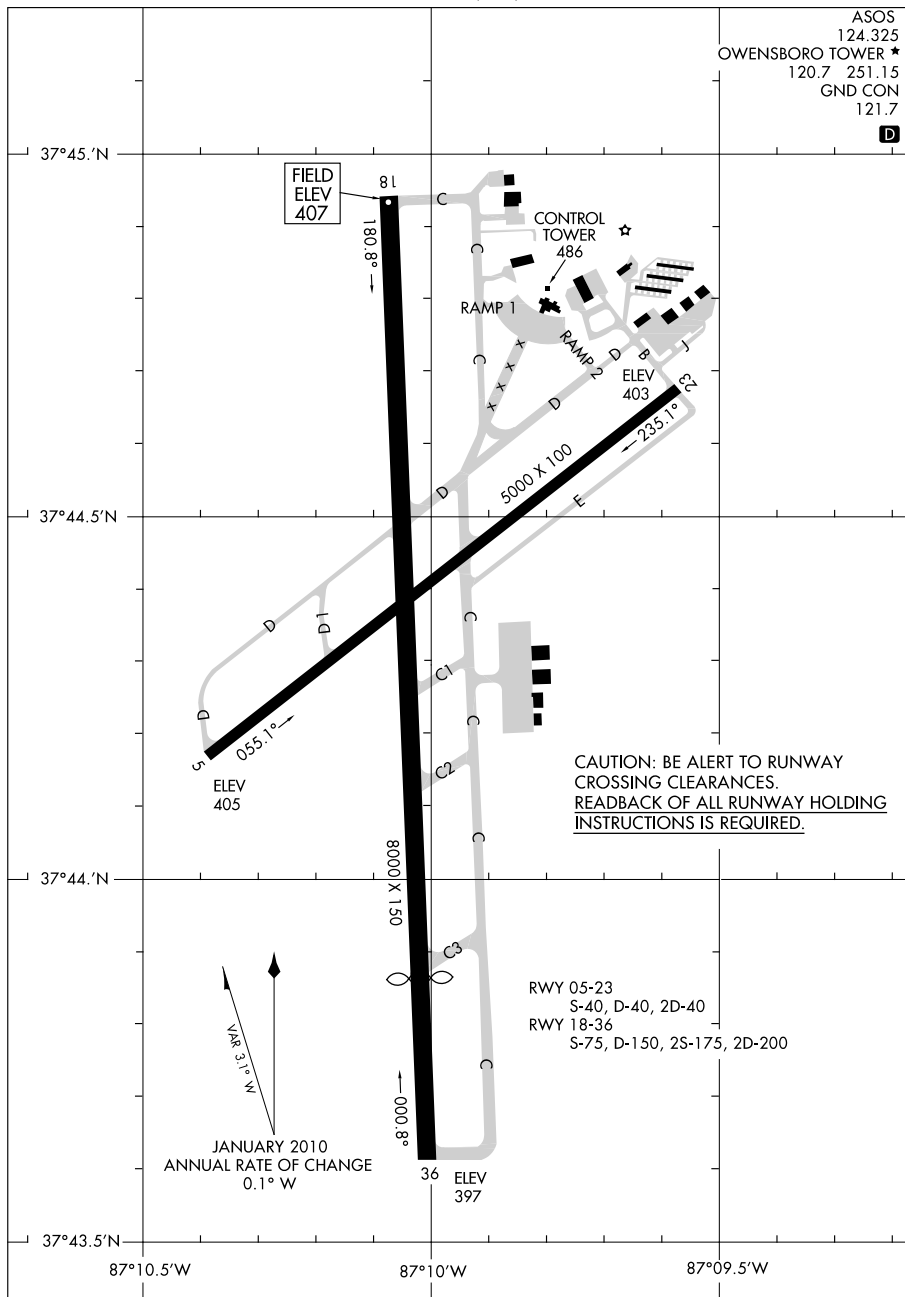 ASOS
124.325
OWENSBORO TOWER ★
120.7 251.15
GND CON
121.7
D
37°45.'N
FIELD
ELEV
407
18
C
180.8°
C
CONTROL
TOWER
486
RAMP 1
RAMP 2
C
D
B
J
ELEV
403
23
x
x
x
x
D
235.1°
5000 X 100
D
E
37°44.5'N
D
D1
C
C1
D
C
055.1°
5
ELEV
405
C2
CAUTION: BE ALERT TO RUNWAY
CROSSING CLEARANCES.
READBACK OF ALL RUNWAY HOLDING
INSTRUCTIONS IS REQUIRED.
C
8000 X 150
37°44.'N
C3
RWY 05-23
S-40, D-40, 2D-40
RWY 18-36
S-75, D-150, 2S-175, 2D-200
VAR 3.1° W
C
000.8°
JANUARY 2010
ANNUAL RATE OF CHANGE
0.1° W
36
ELEV
397
37°43.5'N
87°10.5'W
87°10'W
87°09.5'W